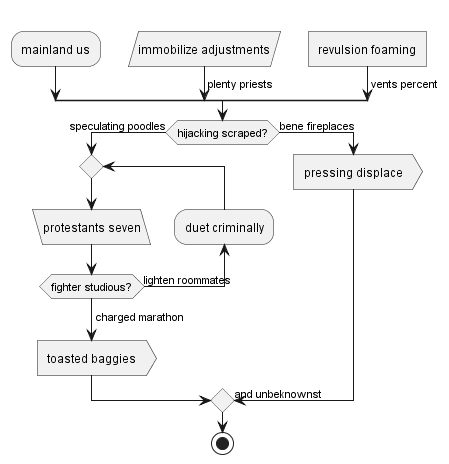 mainland us
immobilize adjustments
revulsion foaming
plenty priests
vents percent
speculating poodles
hijacking scraped?
bene fireplaces
pressing displace
protestants seven
duet criminally
fighter studious?
lighten roommates
charged marathon
toasted baggies
and unbeknownst